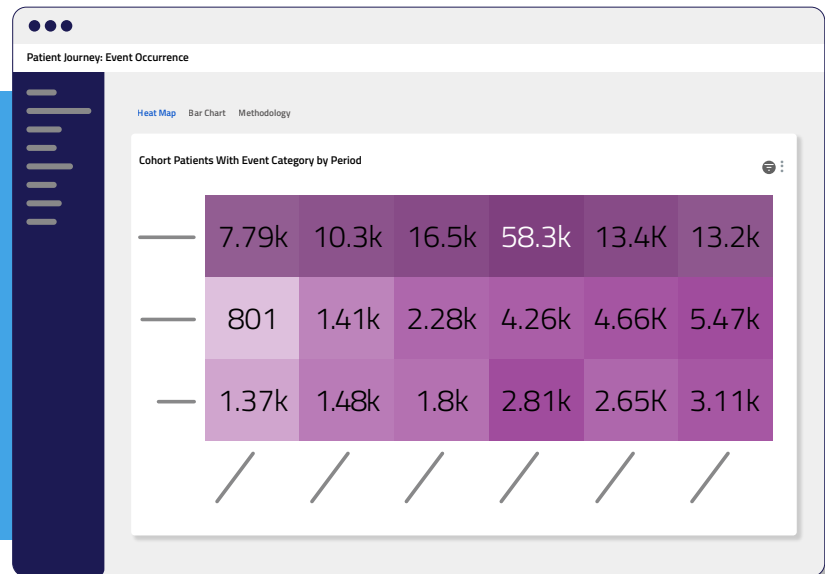 Patient Journey: Event Occurrence
Heat Map Bar Chart Methodology
Cohort Patients With Event Category by Period
7.79k 10.3k 16.5k 58.3k 13.4K 13.2k
801 1.41k 2.28k 4.26k 4.66K 5.47k
1.37k 1.48k 1.8k 2.81k 2.65K 3.11k